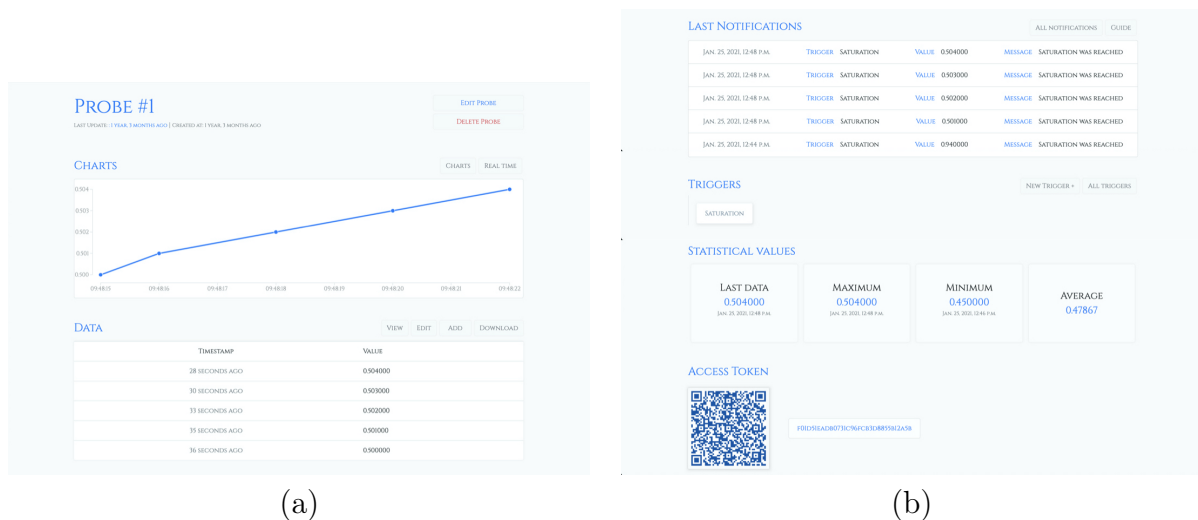 PROBE #1
EDIT PROBE
LAST UPDATE : 1 YEAR, 3 MONTHS AGO | CREATED AT: 1 YEAR, 3 MONTHS AGO
DELETE PROBE
CHARTS
CHARTS REAL TIME
0.504
0.503
0.502
0.501
0.500
09:48:15 09:48:16 09:48:17 09:48:18 09:48:19 09:48:20 09:48:21 09:48:22
DATA
VIEW EDIT ADD DOWNLOAD
TIMESTAMP VALUE
28 SECONDS AGO 0.504000
30 SECONDS AGO 0.503000
33 SECONDS AGO 0.502000
35 SECONDS AGO 0.501000
36 SECONDS AGO 0.500000
(a)
LAST NOTIFICATIONS
ALL NOTIFICATIONS GUIDE
JAN. 25, 2021, 12:48 P.M. TRIGGER SATURATION VALUE 0.504000 MESSAGE SATURATION WAS REACHED
JAN. 25, 2021, 12:48 P.M. TRIGGER SATURATION VALUE 0.503000 MESSAGE SATURATION WAS REACHED
JAN. 25, 2021, 12:48 P.M. TRIGGER SATURATION VALUE 0.502000 MESSAGE SATURATION WAS REACHED
JAN. 25, 2021, 12:48 P.M. TRIGGER SATURATION VALUE 0.501000 MESSAGE SATURATION WAS REACHED
JAN. 25, 2021, 12:44 P.M. TRIGGER SATURATION VALUE 0.940000 MESSAGE SATURATION WAS REACHED
TRIGGERS
NEW TRIGGER + ALL TRIGGERS
SATURATION
STATISTICAL VALUES
LAST DATA
0.504000
JAN. 25, 2021, 12:48 P.M.
MAXIMUM
0.504000
JAN. 25, 2021, 12:48 P.M.
MINIMUM
0.450000
JAN. 25, 2021, 12:46 P.M.
AVERAGE
0.47867
ACCESS TOKEN
(b)